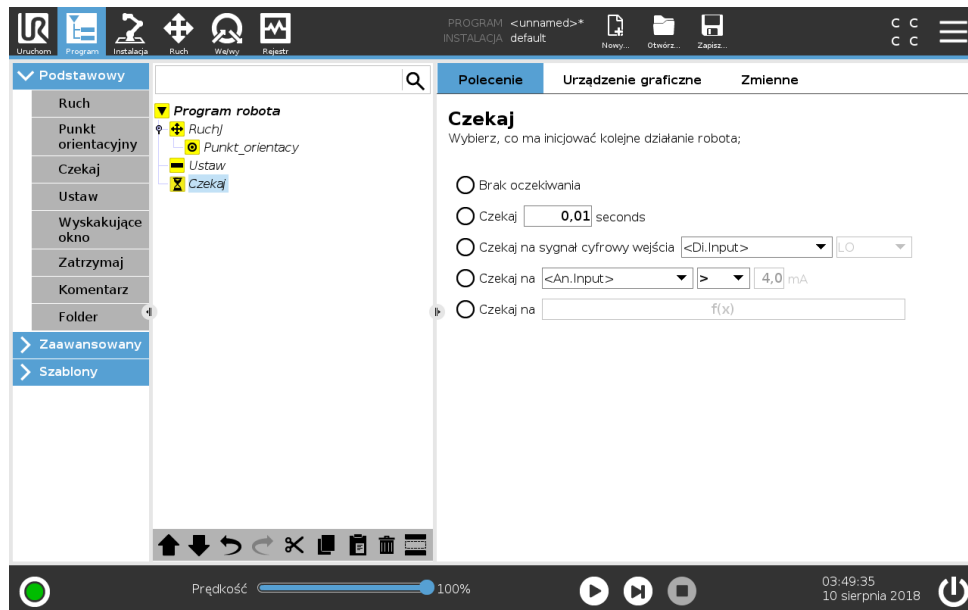 PROGRAM <unnamed>*
INSTALACJA default
Nowy... Otwórz... Zapisz...
C C
C C
UR
Uruchom Program Instalacja Ruch We/wy Rejestr
Podstawowy
Ruch
Punkt
orientacyjny
Czekaj
Ustaw
Wyskakujące
okno
Zatrzymaj
Komentarz
Folder
Zaawansowany
Szablony
Program robota
RuchJ
Punkt_orientacy
Ustaw
Czekaj
Polecenie Urządzenie graficzne Zmienne
Czekaj
Wybierz, co ma inicjować kolejne działanie robota;
Brak oczekiwania
Czekaj 0,01 seconds
Czekaj na sygnał cyfrowy wejścia <Di.Input> LO
Czekaj na <An.Input> > 4,0 mA
Czekaj na f(x)
Prędkość 100%
03:49:35
10 sierpnia 2018